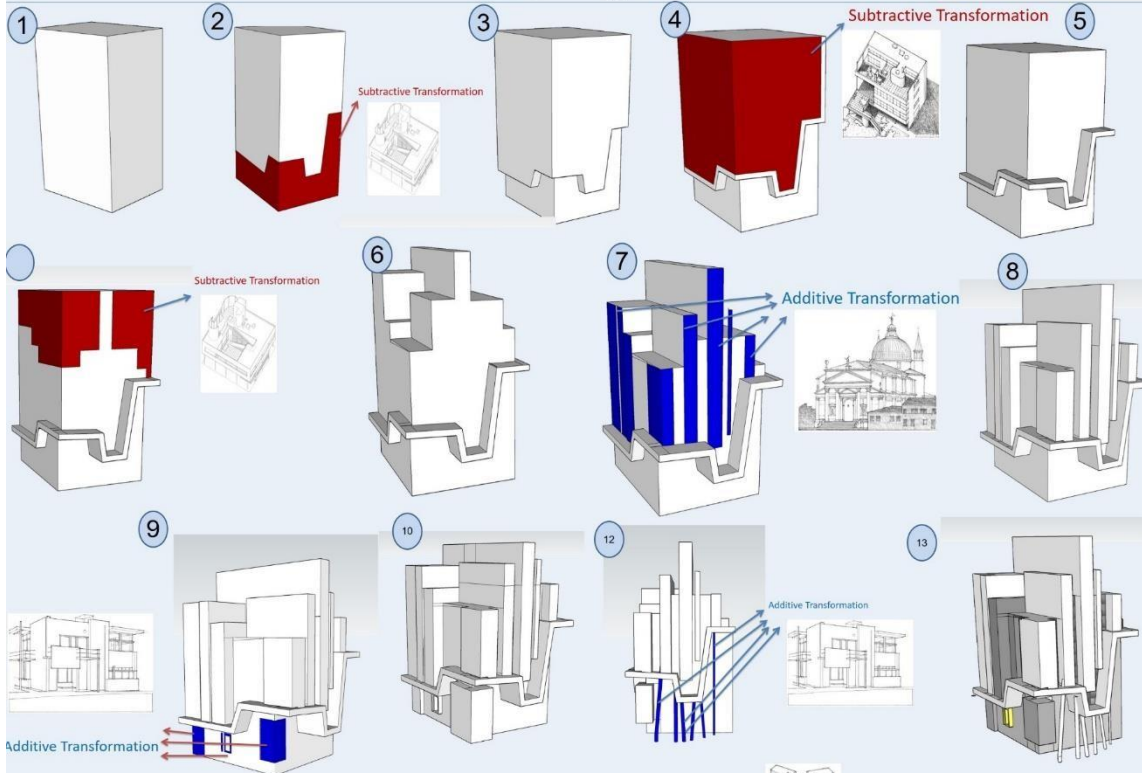 1
2
3
4
Subtractive Transformation
5
Subtractive Transformation
Subtractive Transformation
6
7
Additive Transformation
8
9
10
12
Additive Transformation
13
Additive Transformation